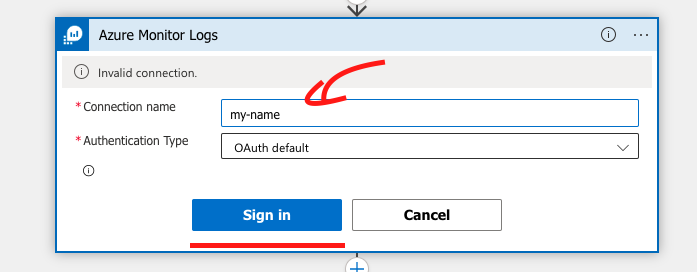 Azure Monitor Logs
Invalid connection.
*Connection name
my-name
*Authentication Type
OAuth default
Sign in
Cancel